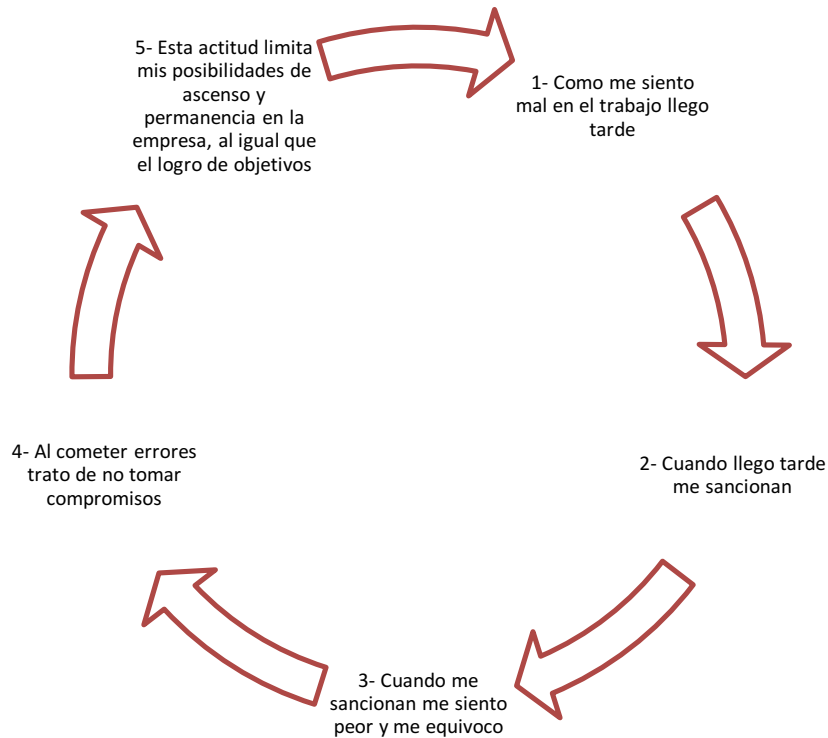 1- Como me siento
mal en el trabajo llego
tarde
2- Cuando llego tarde
me sancionan
3- Cuando me
sancionan me siento
peor y me equivoco
4- Al cometer errores
trato de no tomar
compromisos
5- Esta actitud limita
mis posibilidades de
ascenso y
permanencia en la
empresa, al igual que
el logro de objetivos